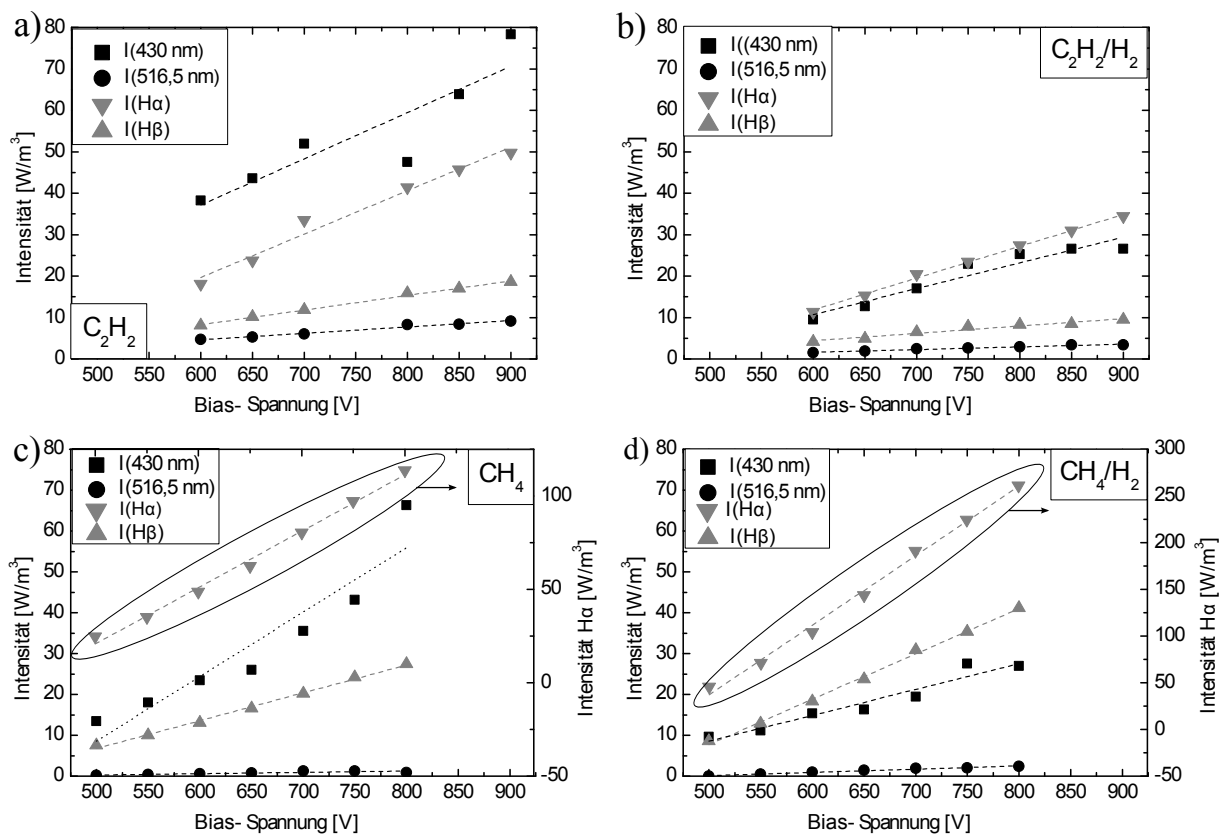 a)
I(430 nm)
I(516,5 nm)
I(Hα)
I(Hβ)
C2H2
Intensität [W/m³]
80
70
60
50
40
30
20
10
0
500 550 600 650 700 750 800 850 900
Bias- Spannung [V]
b)
I((430 nm)
I(516,5 nm)
I(Hα)
I(Hβ)
C2H2/H2
Intensität [W/m³]
80
70
60
50
40
30
20
10
0
500 550 600 650 700 750 800 850 900
Bias- Spannung [V]
c)
I(430 nm)
I(516,5 nm)
I(Hα)
I(Hβ)
CH4
Intensität [W/m³]
80
70
60
50
40
30
20
10
0
500 550 600 650 700 750 800 850 900
Bias- Spannung [V]
100
50
0
-50
Intensität Hα [W/m³]
d)
I(430 nm)
I(516,5 nm)
I(Hα)
I(Hβ)
CH4/H2
Intensität [W/m³]
80
70
60
50
40
30
20
10
0
500 550 600 650 700 750 800 850 900
Bias- Spannung [V]
300
250
200
150
100
50
0
-50
Intensität Hα [W/m³]